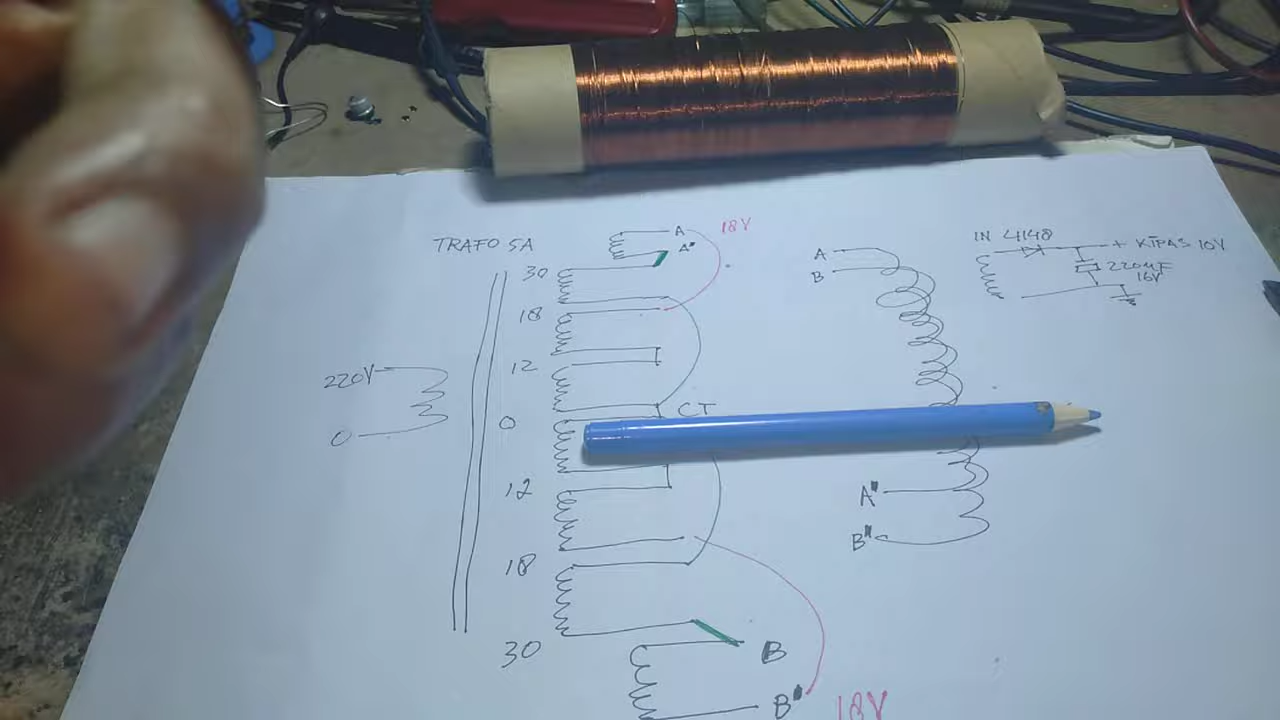 TRAFO 5A
A
18V
A"
30
18
12
220V
0
0
CT
12
18
30
B
B"
18V
A
B
A"
B"
IN 4148
+ KIPAS 10V
220uF
16V